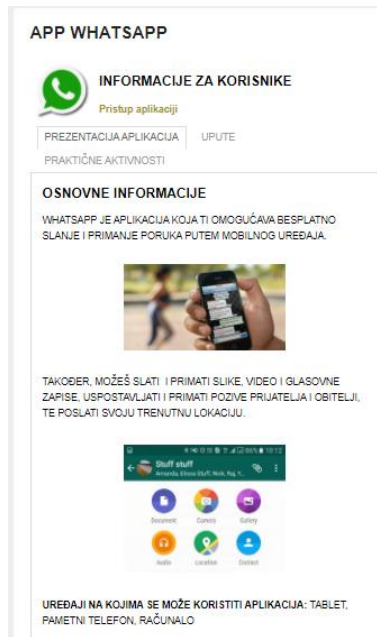 APP WHATSAPP
INFORMACIJE ZA KORISNIKE
Pristup aplikaciji
PREZENTACIJA APLIKACIJA UPUTE
PRAKTIČNE AKTIVNOSTI
OSNOVNE INFORMACIJE
WHATSAPP JE APLIKACIJA KOJA TI OMOGUĆAVA BESPLATNO
SLANJE I PRIMANJE PORUKA PUTEM MOBILNOG UREĐAJA.
TAKOĐER, MOŽEŠ SLATI I PRIMATI SLIKE, VIDEO I GLASOVNE
ZAPISE, USPOSTAVLJATI I PRIMATI POZIVE PRIJATELJA I OBITELJI,
TE POSLATI SVOJU TRENUTNU LOKACIJU.
Stuff stuff
Document Camera Gallery
Audio Location Contact
UREĐAJI NA KOJIMA SE MOŽE KORISTITI APLIKACIJA: TABLET,
PAMETNI TELEFON, RAČUNALO